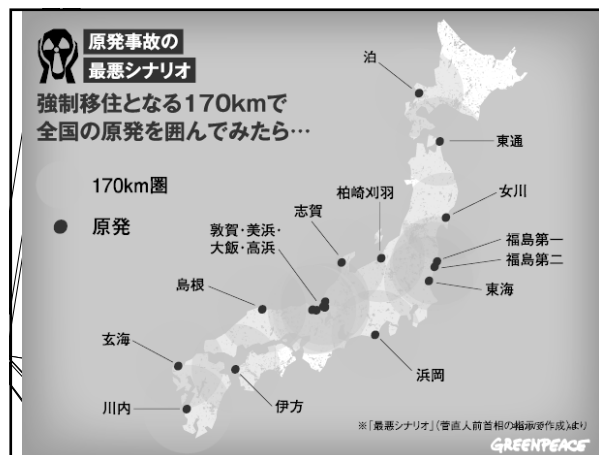 原発事故の
最悪シナリオ
強制移住となる170kmで
全国の原発を囲んでみたら…
170km圏
原発
泊
東通
女川
柏崎刈羽
志賀
敦賀・美浜・
大飯・高浜
福島第一
福島第二
東海
島根
浜岡
玄海
伊方
川内
※「最悪シナリオ」(菅直人前首相の指示で作成)より
GREENPEACE